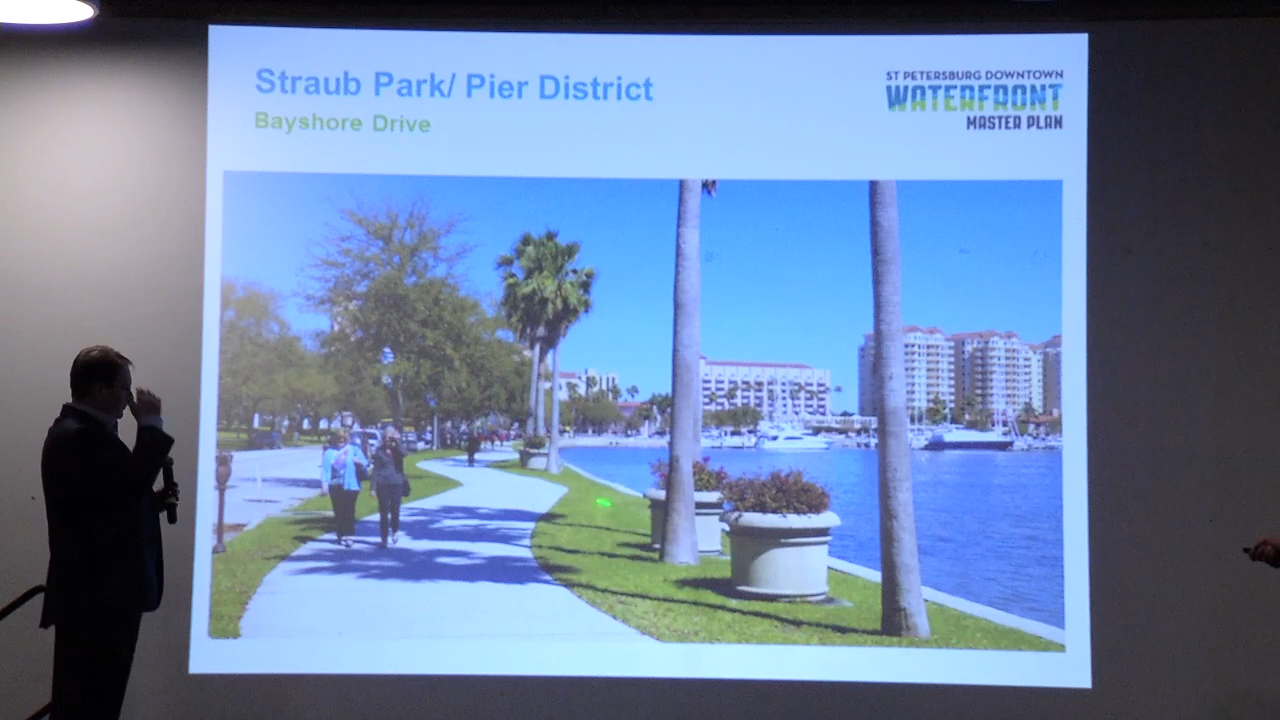 Straub Park/ Pier District
Bayshore Drive
ST PETERSBURG DOWNTOWN
WATERFRONT
MASTER PLAN